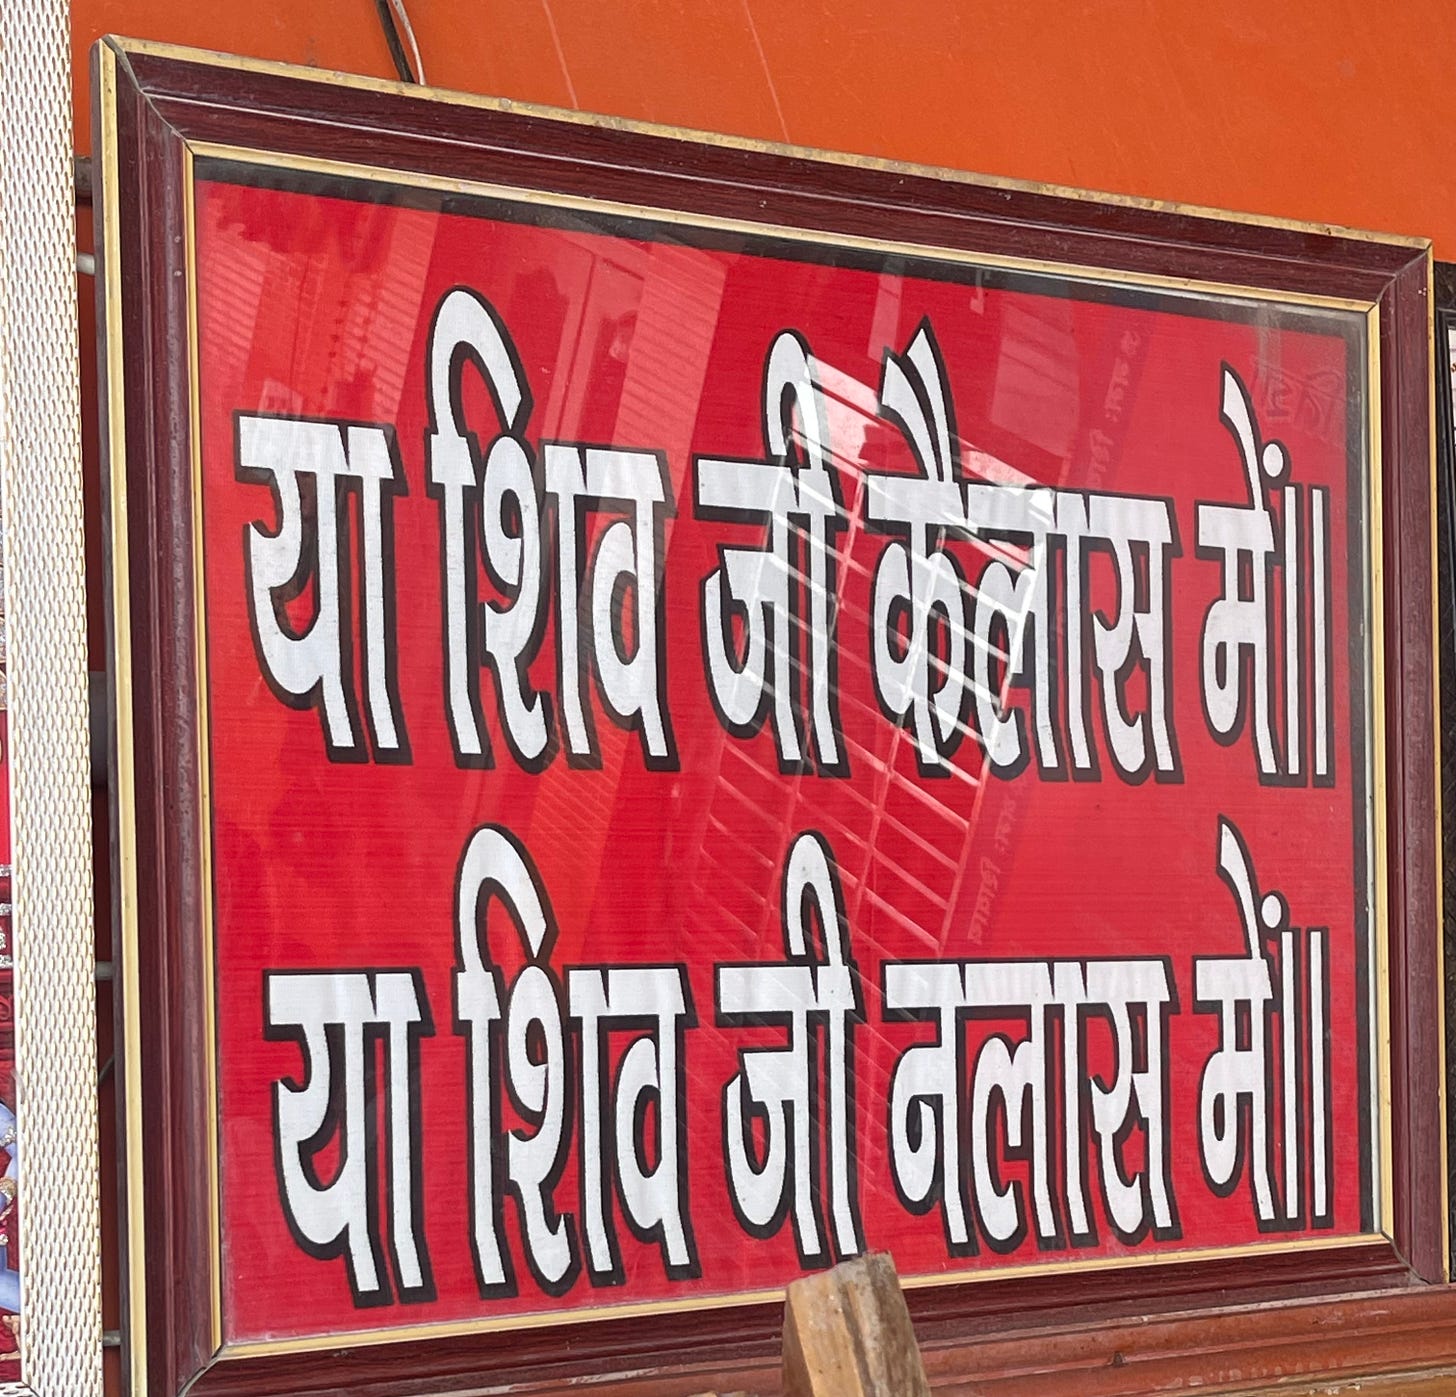 या शिव जी कैलास में॥
या शिव जी नलास में॥